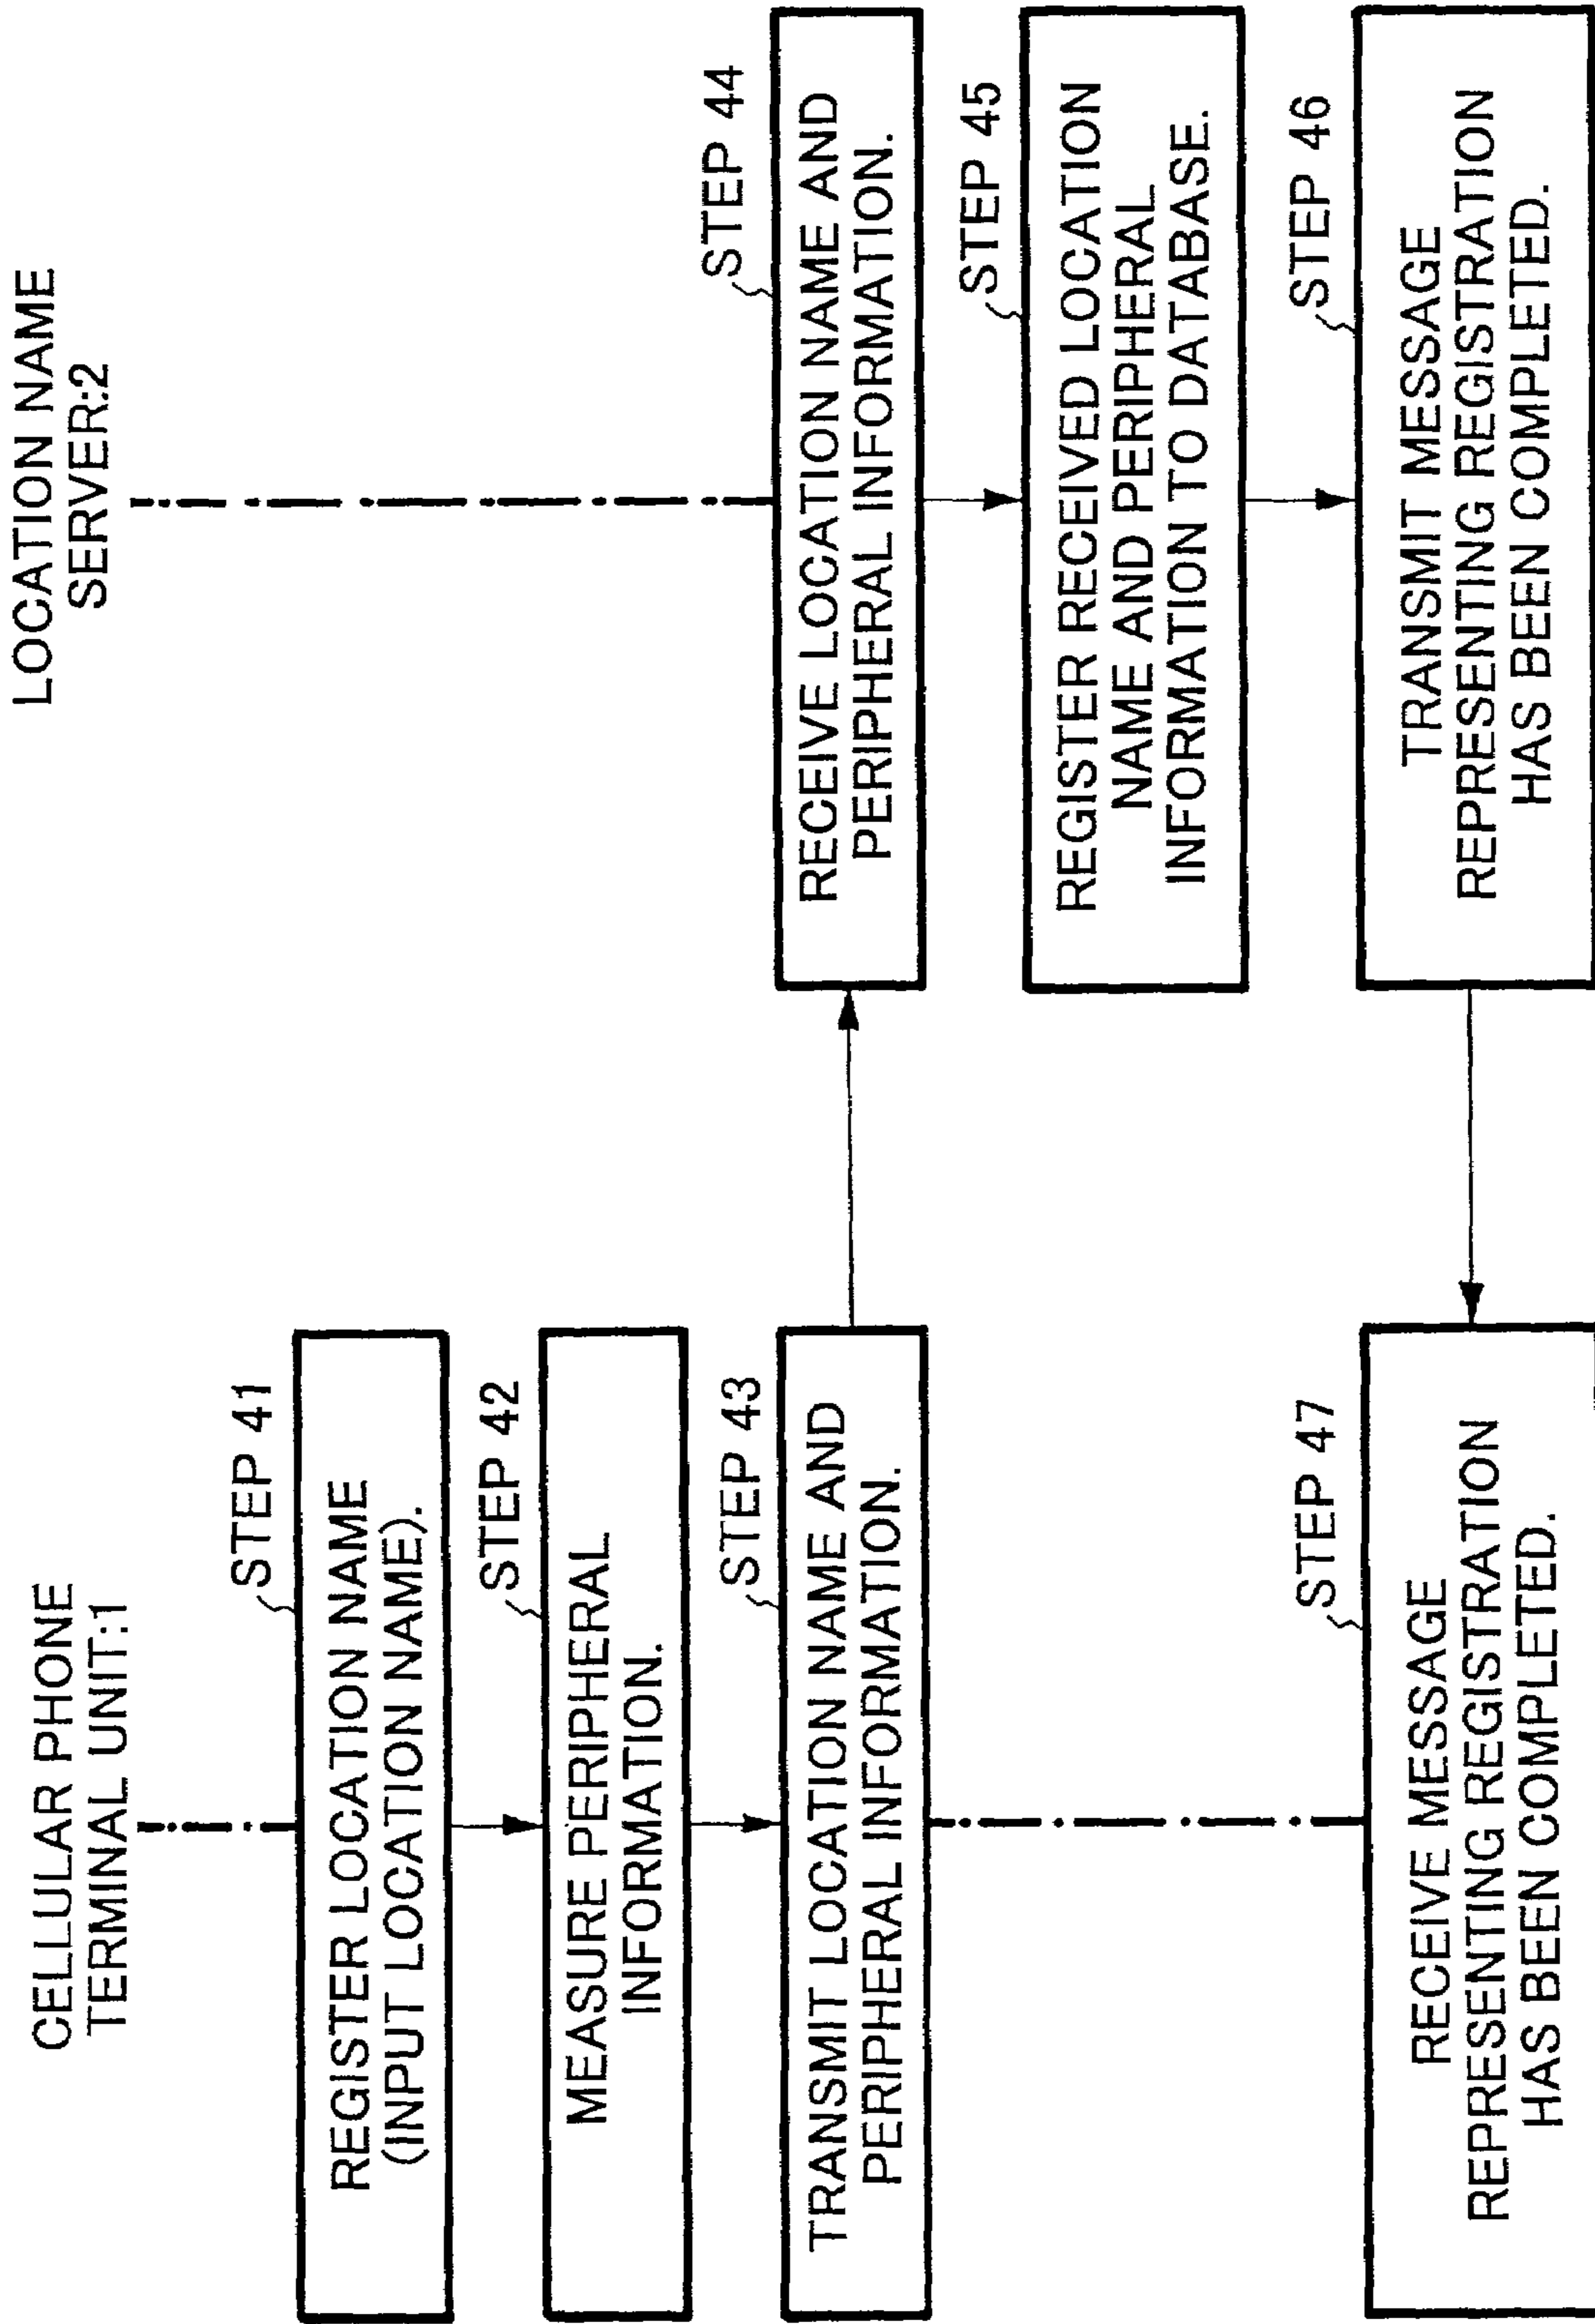 CELLULAR PHONE
TERMINAL UNIT:1
STEP 41
REGISTER LOCATION NAME
(INPUT LOCATION NAME).
STEP 42
MEASURE PERIPHERAL
INFORMATION.
STEP 43
TRANSMIT LOCATION NAME AND
PERIPHERAL INFORMATION.
LOCATION NAME
SERVER:2
STEP 44
RECEIVE LOCATION NAME AND
PERIPHERAL INFORMATION.
STEP 45
REGISTER RECEIVED LOCATION
NAME AND PERIPHERAL
INFORMATION TO DATABASE.
STEP 46
TRANSMIT MESSAGE
REPRESENTING REGISTRATION
HAS BEEN COMPLETED.
STEP 47
RECEIVE MESSAGE
REPRESENTING REGISTRATION
HAS BEEN COMPLETED.